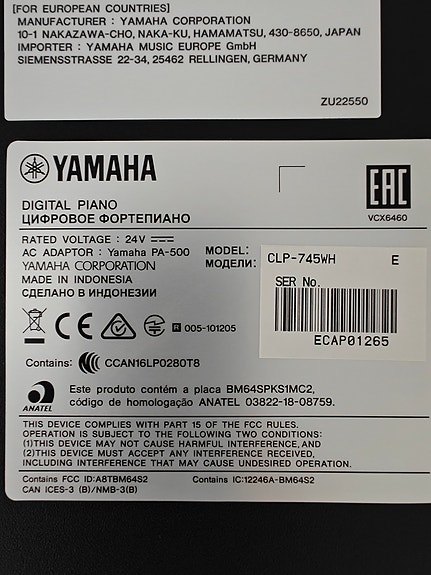 [FOR EUROPEAN COUNTRIES]
MANUFACTURER : YAMAHA CORPORATION
10-1 NAKAZAWA-CHO, NAKA-KU, HAMAMATSU, 430-8650, JAPAN
IMPORTER : YAMAHA MUSIC EUROPE GmbH
SIEMENSSTRASSE 22-34, 25462 RELLINGEN, GERMANY
ZU22550
YAMAHA
EAC
VCX6460
DIGITAL PIANO
ЦИФРОВОЕ ФОРТЕПИАНО
RATED VOLTAGE : 24V
AC ADAPTOR : Yamaha PA-500
YAMAHA CORPORATION
MADE IN INDONESIA
СДЕЛАНО В ИНДОНЕЗИИ
MODEL:
МОДЕЛИ:
CLP-745WH E
SER No.
ECAP01265
CE
R 005-101205
Contains: CCAN16LP0280T8
ANATEL
Este produto contém a placa BM64SPKS1MC2,
código de homologação ANATEL 03822-18-08759.
THIS DEVICE COMPLIES WITH PART 15 OF THE FCC RULES.
OPERATION IS SUBJECT TO THE FOLLOWING TWO CONDITIONS:
(1)THIS DEVICE MAY NOT CAUSE HARMFUL INTERFERENCE, AND
(2)THIS DEVICE MUST ACCEPT ANY INTERFERENCE RECEIVED,
INCLUDING INTERFERENCE THAT MAY CAUSE UNDESIRED OPERATION.
Contains FCC ID:A8TBM64S2 Contains IC:12246A-BM64S2
CAN ICES-3 (B)/NMB-3(B)